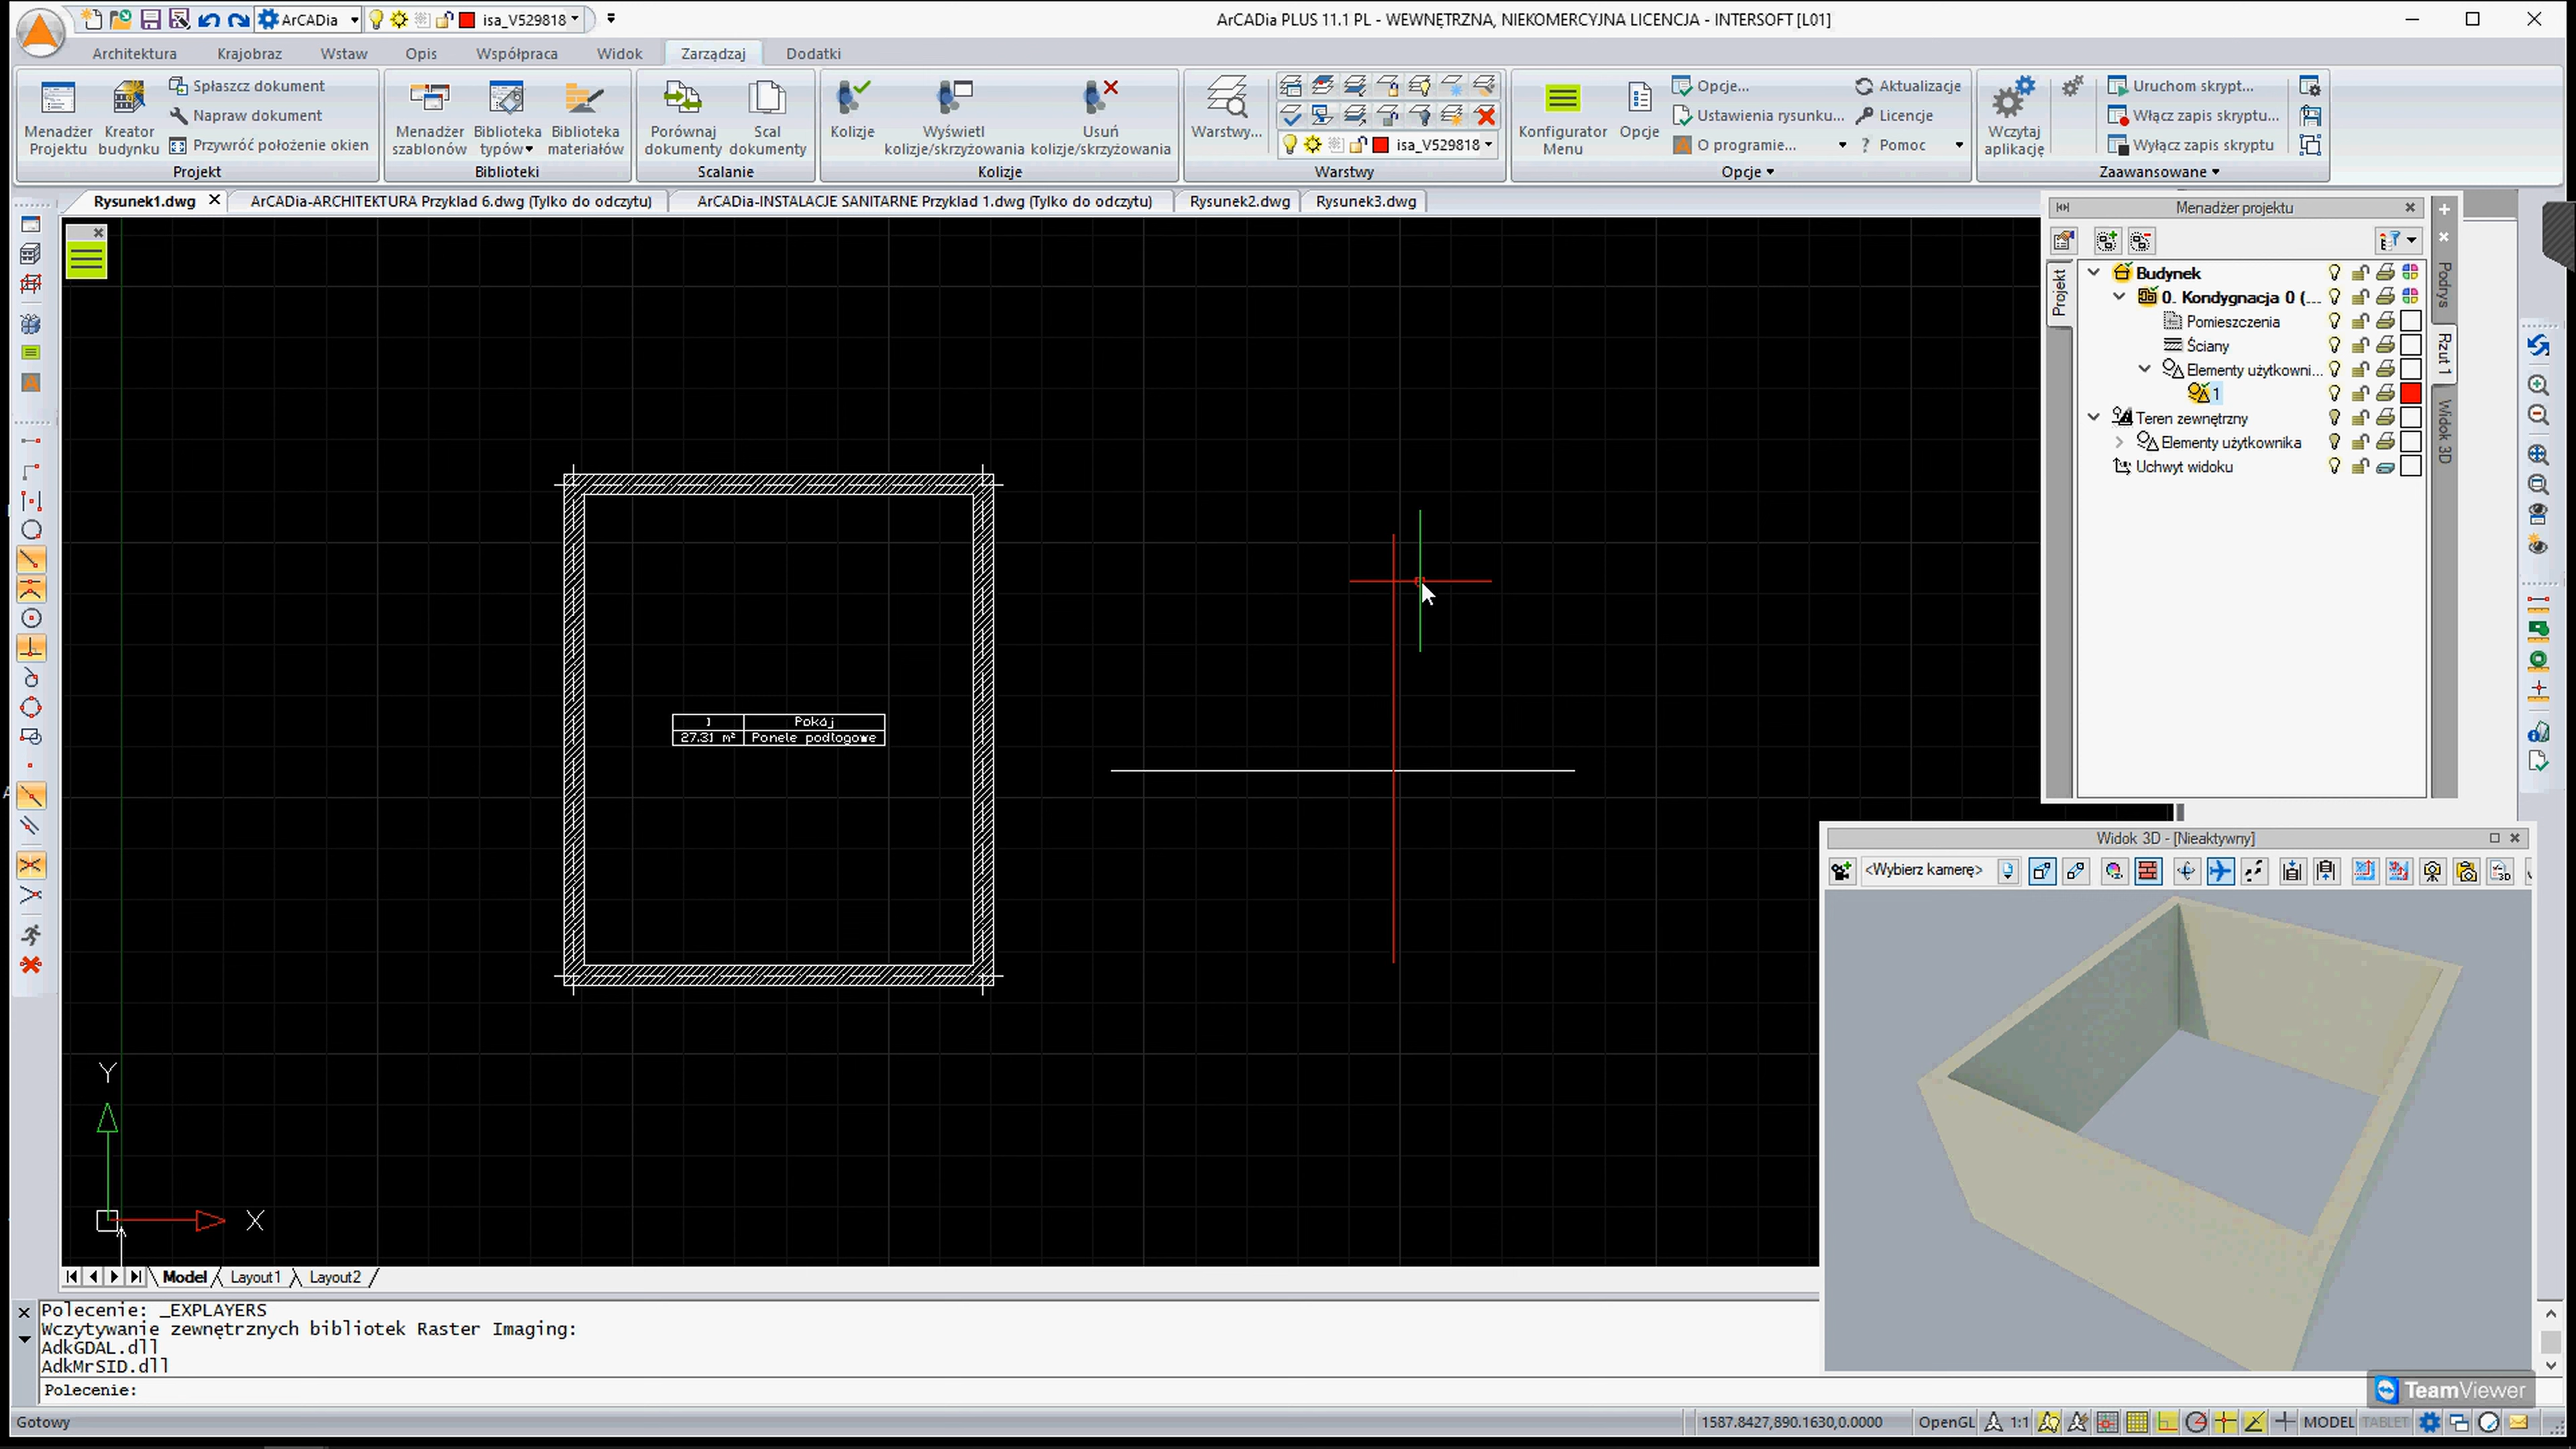 ArCADia
isa_V529818
ArCADia PLUS 11.1 PL - WEWNĘTRZNA, NIEKOMERCYJNA LICENCJA - INTERSOFT [L01]
Architektura Krajobraz Wstaw Opis Współpraca Widok Zarządzaj Dodatki
Menadżer Projektu
Kreator budynku
Spłaszcz dokument
Napraw dokument
Przywróć położenie okien
Projekt
Menadżer szablonów
Biblioteka typów
Biblioteka materiałów
Biblioteki
Porównaj dokumenty
Scal dokumenty
Scalanie
Kolizje
Wyświetl kolizje/skrzyżowania
Usuń kolizje/skrzyżowania
Kolizje
Warstwy...
isa_V529818
Warstwy
Konfigurator Menu
Opcje
Opcje...
Ustawienia rysunku...
O programie...
Aktualizacje
Licencje
? Pomoc
Opcje
Wczytaj aplikację
Uruchom skrypt...
Włącz zapis skryptu...
Wyłącz zapis skryptu
Zaawansowane
Rysunek1.dwg
ArCADia-ARCHITEKTURA Przyklad 6.dwg (Tylko do odczytu)
ArCADia-INSTALACJE SANITARNE Przyklad 1.dwg (Tylko do odczytu)
Rysunek2.dwg
Rysunek3.dwg
Menadżer projektu
Projekt
Budynek
0. Kondygnacja 0 (...
Pomieszczenia
Ściany
Elementy użytkowni...
1
Teren zewnętrzny
Elementy użytkownika
Uchwyt widoku
Podrys
Rzut 1
Widok 3D
1 Pokój
27.31 m² Panele podłogowe
Y
X
Widok 3D - [Nieaktywny]
<Wybierz kamerę>
3D
Model Layout1 Layout2
Polecenie: _EXPLAYERS
Wczytywanie zewnętrznych bibliotek Raster Imaging:
AdkGDAL.dll
AdkMrSID.dll
Polecenie:
TeamViewer
Gotowy
1587.8427,890.1630,0.0000 OpenGL 1:1 MODEL TABLET